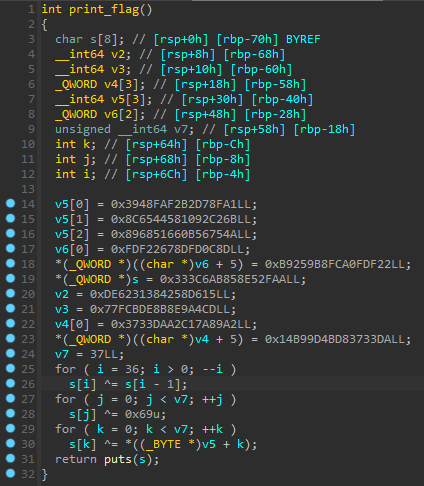 1 int print_flag()
2 {
3 char s[8]; // [rsp+0h] [rbp-70h] BYREF
4 __int64 v2; // [rsp+8h] [rbp-68h]
5 __int64 v3; // [rsp+10h] [rbp-60h]
6 _QWORD v4[3]; // [rsp+18h] [rbp-58h]
7 __int64 v5[3]; // [rsp+30h] [rbp-40h]
8 _QWORD v6[2]; // [rsp+48h] [rbp-28h]
9 unsigned __int64 v7; // [rsp+58h] [rbp-18h]
10 int k; // [rsp+64h] [rbp-Ch]
11 int j; // [rsp+68h] [rbp-8h]
12 int i; // [rsp+6Ch] [rbp-4h]
13
14 v5[0] = 0x3948FAF2B2D78FA1LL;
15 v5[1] = 0x8C6544581092C26BLL;
16 v5[2] = 0x896851660B56754ALL;
17 v6[0] = 0xFDF22678DFD0C8DLL;
18 *(_QWORD *)((char *)v6 + 5) = 0xB9259B8FCA0FDF22LL;
19 *(_QWORD *)s = 0x333C6AB858E52FAALL;
20 v2 = 0xDE6231384258D615LL;
21 v3 = 0x77FCBDE8B8E9A4CDLL;
22 v4[0] = 0x3733DAA2C17A89A2LL;
23 *(_QWORD *)((char *)v4 + 5) = 0x14B99D4BD83733DALL;
24 v7 = 37LL;
25 for ( i = 36; i > 0; --i )
26 s[i] ^= s[i - 1];
27 for ( j = 0; j < v7; ++j )
28 s[j] ^= 0x69u;
29 for ( k = 0; k < v7; ++k )
30 s[k] ^= *((_BYTE *)v5 + k);
31 return puts(s);
32 }